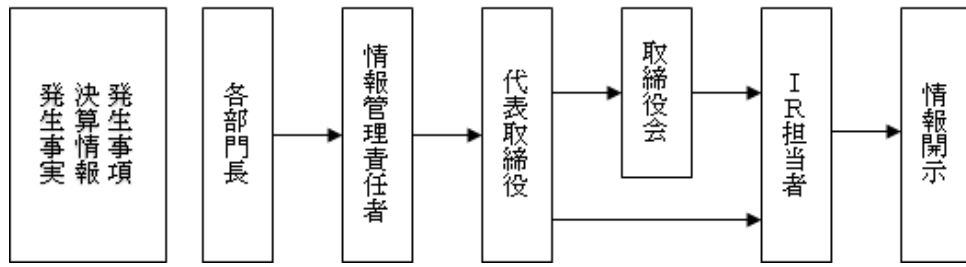 発生事項
決算情報
発生事実
各部門長
情報管理責任者
代表取締役
取締役会
ＩＲ担当者
情報開示